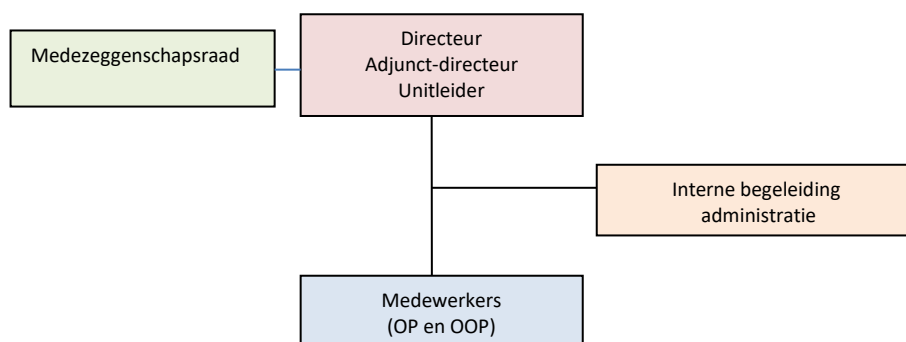 Medezeggenschapsraad
Directeur
Adjunct-directeur
Unitleider
Interne begeleiding
administratie
Medewerkers
(OP en OOP)